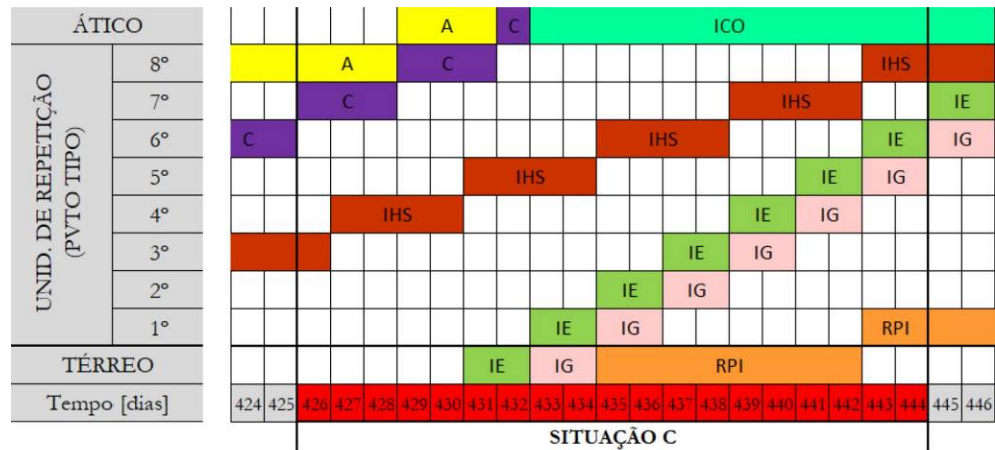 ÁTICO A C ICO
8º A C IHS
7º C IHS IE
6º C IHS IE IG
5º IHS IE IG
4º IHS IE IG
3º IE IG
2º IE IG
1º IE IG RPI
UNID. DE REPETIÇÃO
(PVTO TIPO)
TÉRREO IE IG RPI
Tempo [dias] 424 425 426 427 428 429 430 431 432 433 434 435 436 437 438 439 440 441 442 443 444 445 446
SITUAÇÃO C